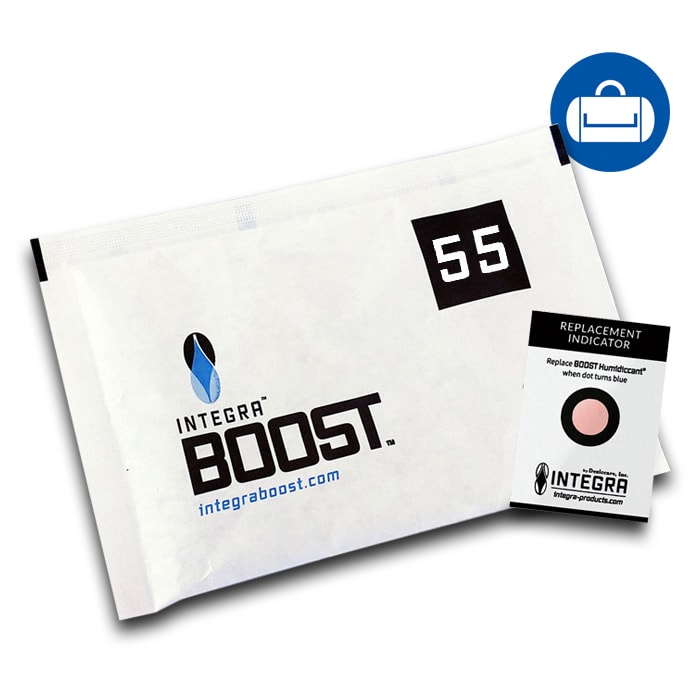 55
INTEGRA™
BOOST™
integraboost.com
REPLACEMENT
INDICATOR
Replace BOOST Humidiccant®
when dot turns blue
by Desiccare, Inc.
INTEGRA
Integra-products.com